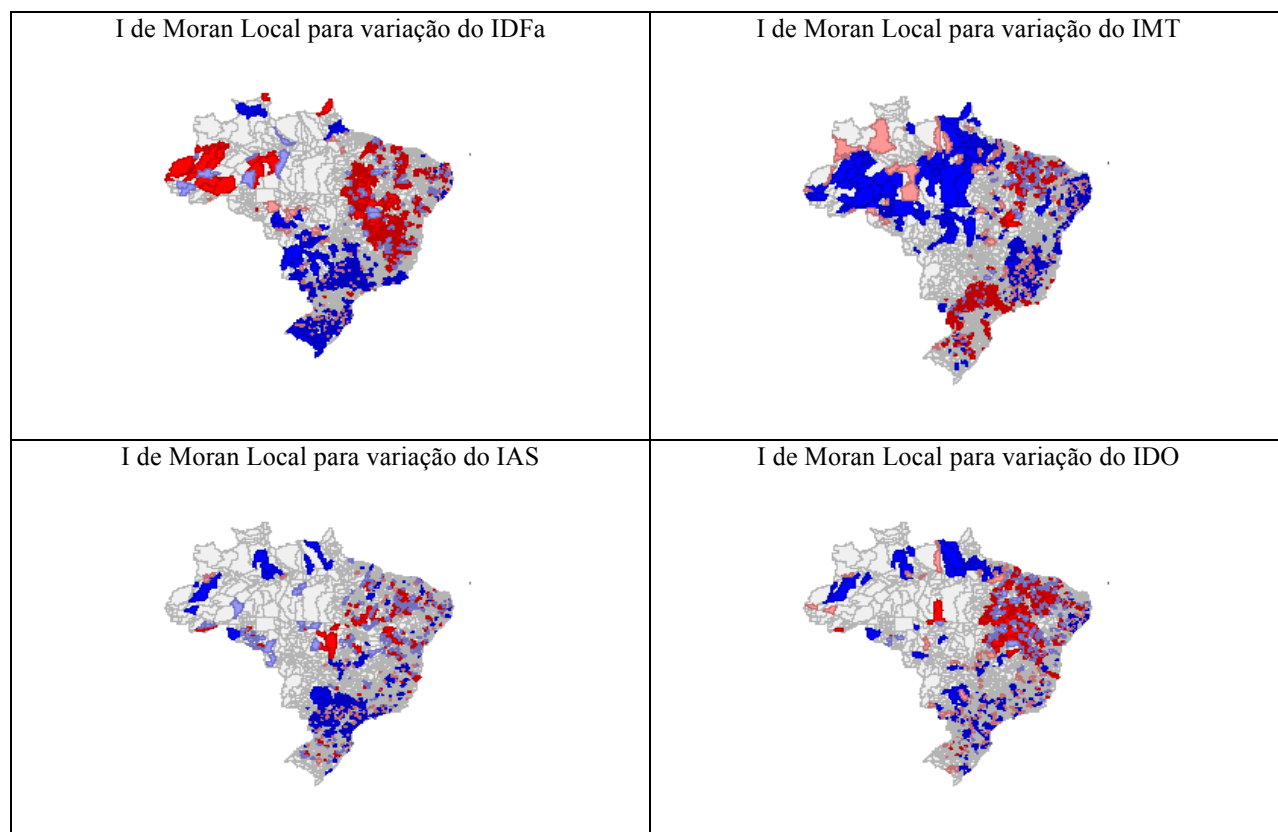 I de Moran Local para variação do IDFa
I de Moran Local para variação do IMT
I de Moran Local para variação do IAS
I de Moran Local para variação do IDO